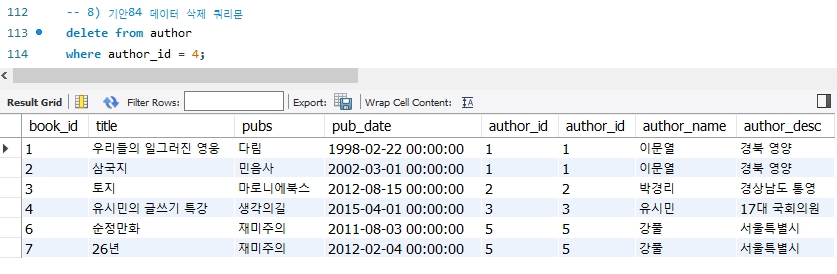 112 -- 8) 기안84 데이터 삭제 쿼리문
113 delete from author
114 where author_id = 4;
Result Grid Filter Rows: Export: Wrap Cell Content: IA
book_id title pubs pub_date author_id author_id author_name author_desc
1 우리들의 일그러진 영웅 다림 1998-02-22 00:00:00 1 1 이문열 경북 영양
2 삼국지 민음사 2002-03-01 00:00:00 1 1 이문열 경북 영양
3 토지 마로니에북스 2012-08-15 00:00:00 2 2 박경리 경상남도 통영
4 유시민의 글쓰기 특강 생각의길 2015-04-01 00:00:00 3 3 유시민 17대 국회의원
6 순정만화 재미주의 2011-08-03 00:00:00 5 5 강풀 서울특별시
7 26년 재미주의 2012-02-04 00:00:00 5 5 강풀 서울특별시